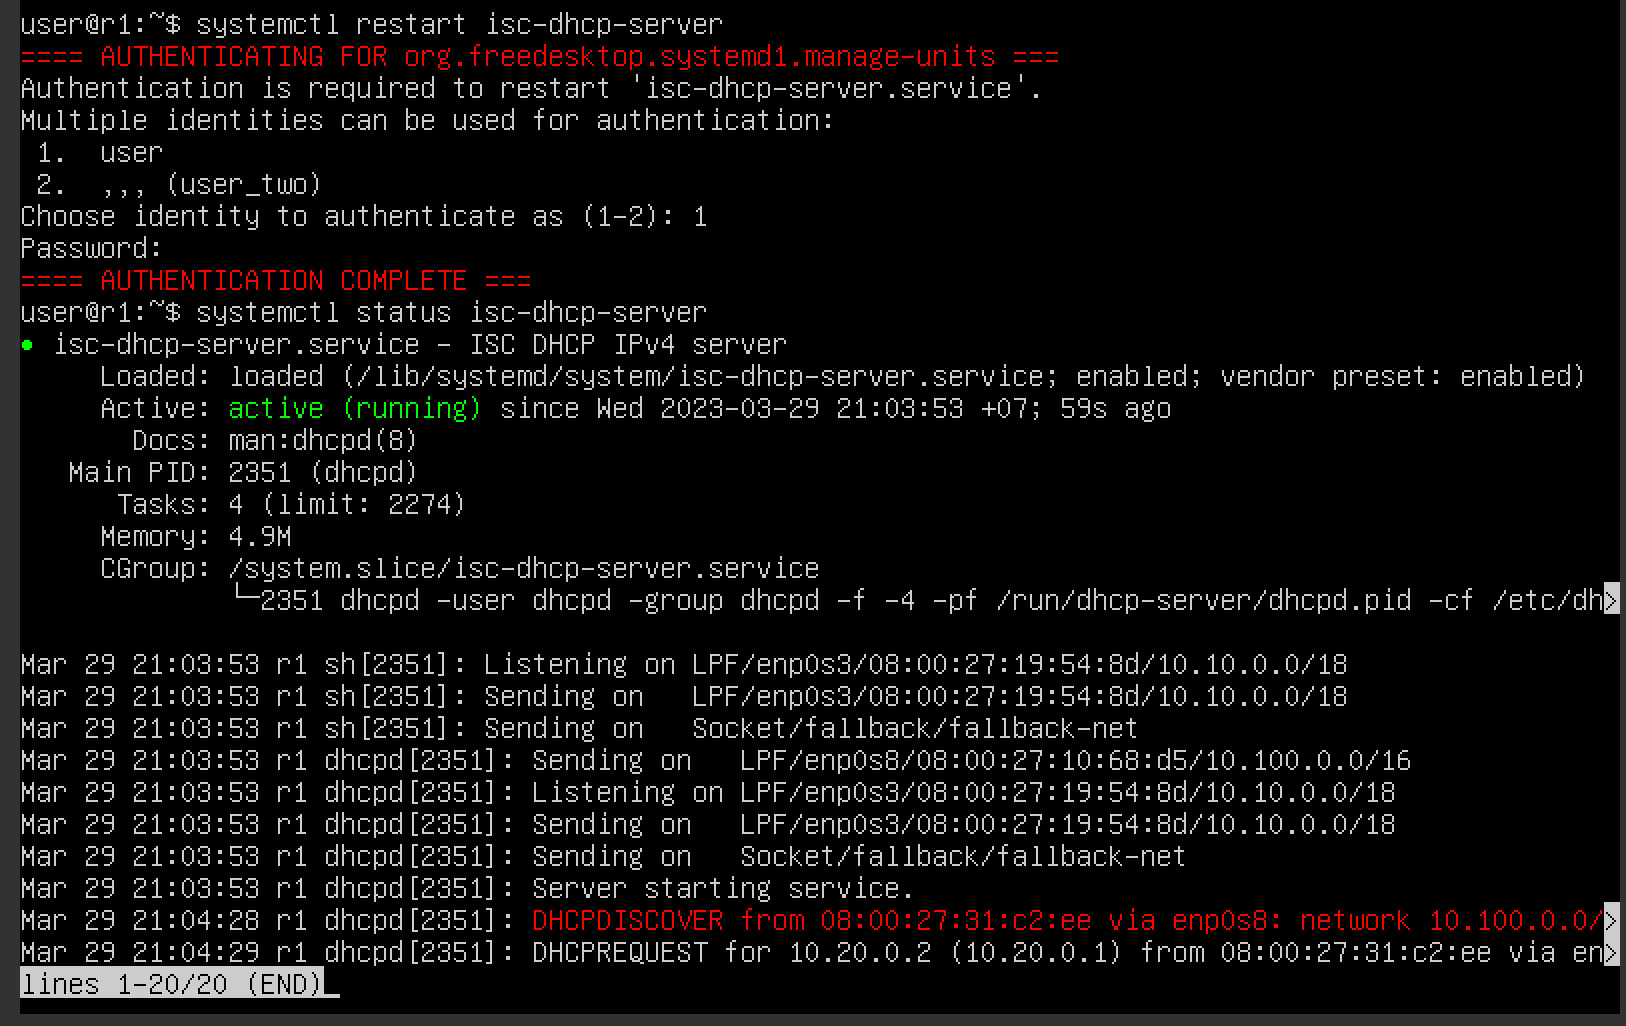 user@r1:~$ systemctl restart isc-dhcp-server
==== AUTHENTICATING FOR org.freedesktop.systemd1.manage-units ===
Authentication is required to restart 'isc-dhcp-server.service'.
Multiple identities can be used for authentication:
 1.  user
 2.  ,,, (user_two)
Choose identity to authenticate as (1-2): 1
Password:
==== AUTHENTICATION COMPLETE ===
user@r1:~$ systemctl status isc-dhcp-server
● isc-dhcp-server.service - ISC DHCP IPv4 server
     Loaded: loaded (/lib/systemd/system/isc-dhcp-server.service; enabled; vendor preset: enabled)
     Active: active (running) since Wed 2023-03-29 21:03:53 +07; 59s ago
       Docs: man:dhcpd(8)
   Main PID: 2351 (dhcpd)
      Tasks: 4 (limit: 2274)
     Memory: 4.9M
     CGroup: /system.slice/isc-dhcp-server.service
             └─2351 dhcpd -user dhcpd -group dhcpd -f -4 -pf /run/dhcp-server/dhcpd.pid -cf /etc/dh>
Mar 29 21:03:53 r1 sh[2351]: Listening on LPF/enp0s3/08:00:27:19:54:8d/10.10.0.0/18
Mar 29 21:03:53 r1 sh[2351]: Sending on   LPF/enp0s3/08:00:27:19:54:8d/10.10.0.0/18
Mar 29 21:03:53 r1 sh[2351]: Sending on   Socket/fallback/fallback-net
Mar 29 21:03:53 r1 dhcpd[2351]: Sending on   LPF/enp0s8/08:00:27:10:68:d5/10.100.0.0/16
Mar 29 21:03:53 r1 dhcpd[2351]: Listening on LPF/enp0s3/08:00:27:19:54:8d/10.10.0.0/18
Mar 29 21:03:53 r1 dhcpd[2351]: Sending on   LPF/enp0s3/08:00:27:19:54:8d/10.10.0.0/18
Mar 29 21:03:53 r1 dhcpd[2351]: Sending on   Socket/fallback/fallback-net
Mar 29 21:03:53 r1 dhcpd[2351]: Server starting service.
Mar 29 21:04:28 r1 dhcpd[2351]: DHCPDISCOVER from 08:00:27:31:c2:ee via enp0s8: network 10.100.0.0/>
Mar 29 21:04:29 r1 dhcpd[2351]: DHCPREQUEST for 10.20.0.2 (10.20.0.1) from 08:00:27:31:c2:ee via en>
lines 1-20/20 (END)